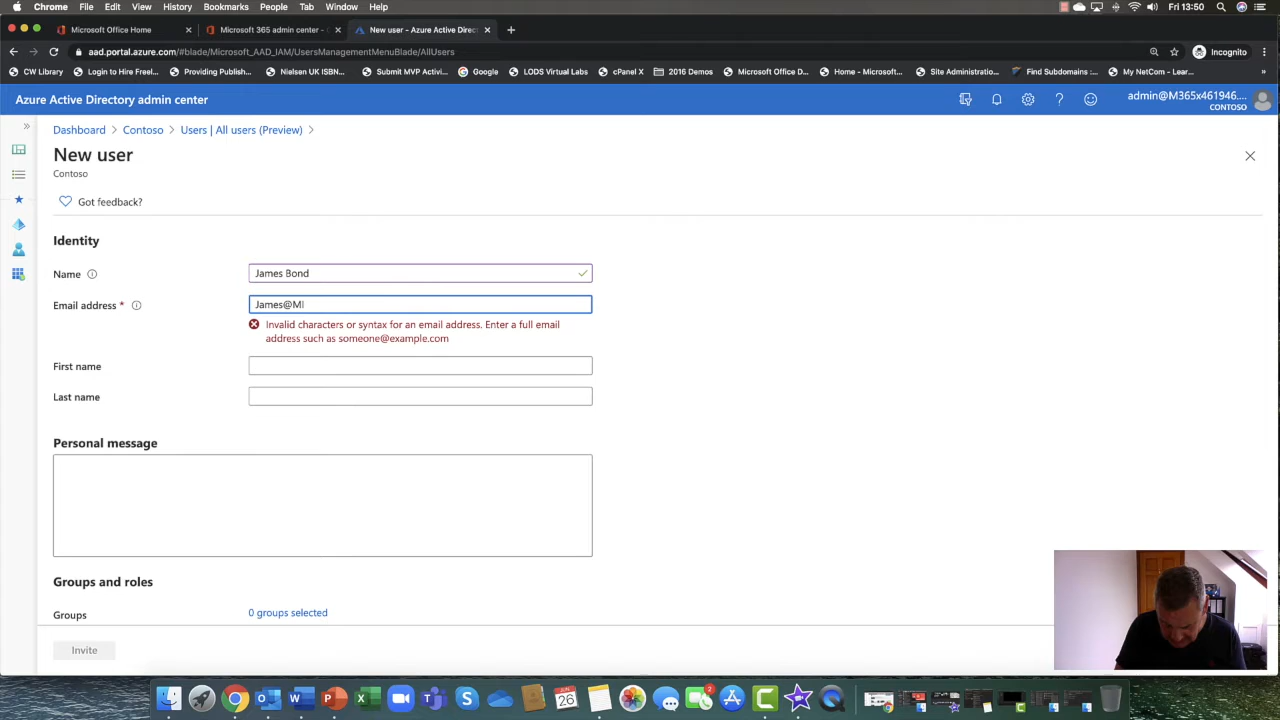 Chrome File Edit View History Bookmarks People Tab Window Help Fri 13:50
Microsoft Office Home Microsoft 365 admin center - C New user - Azure Active Direct
aad.portal.azure.com/#blade/Microsoft_AAD_IAM/UsersManagementMenuBlade/AllUsers Incognito
CW Library Login to Hire Freel... Providing Publish... Nielsen UK ISBN... Submit MVP Activi... Google LODS Virtual Labs cPanel X 2016 Demos Microsoft Office D... Home - Microsoft... Site Administratio... Find Subdomains :... My NetCom - Lear... »
Azure Active Directory admin center admin@M365x461946....
CONTOSO
Dashboard > Contoso > Users | All users (Preview) >
New user
Contoso
Got feedback?
Identity
Name James Bond
Email address * James@MI
Invalid characters or syntax for an email address. Enter a full email
address such as someone@example.com
First name
Last name
Personal message
Groups and roles
Groups 0 groups selected
Invite
26
2